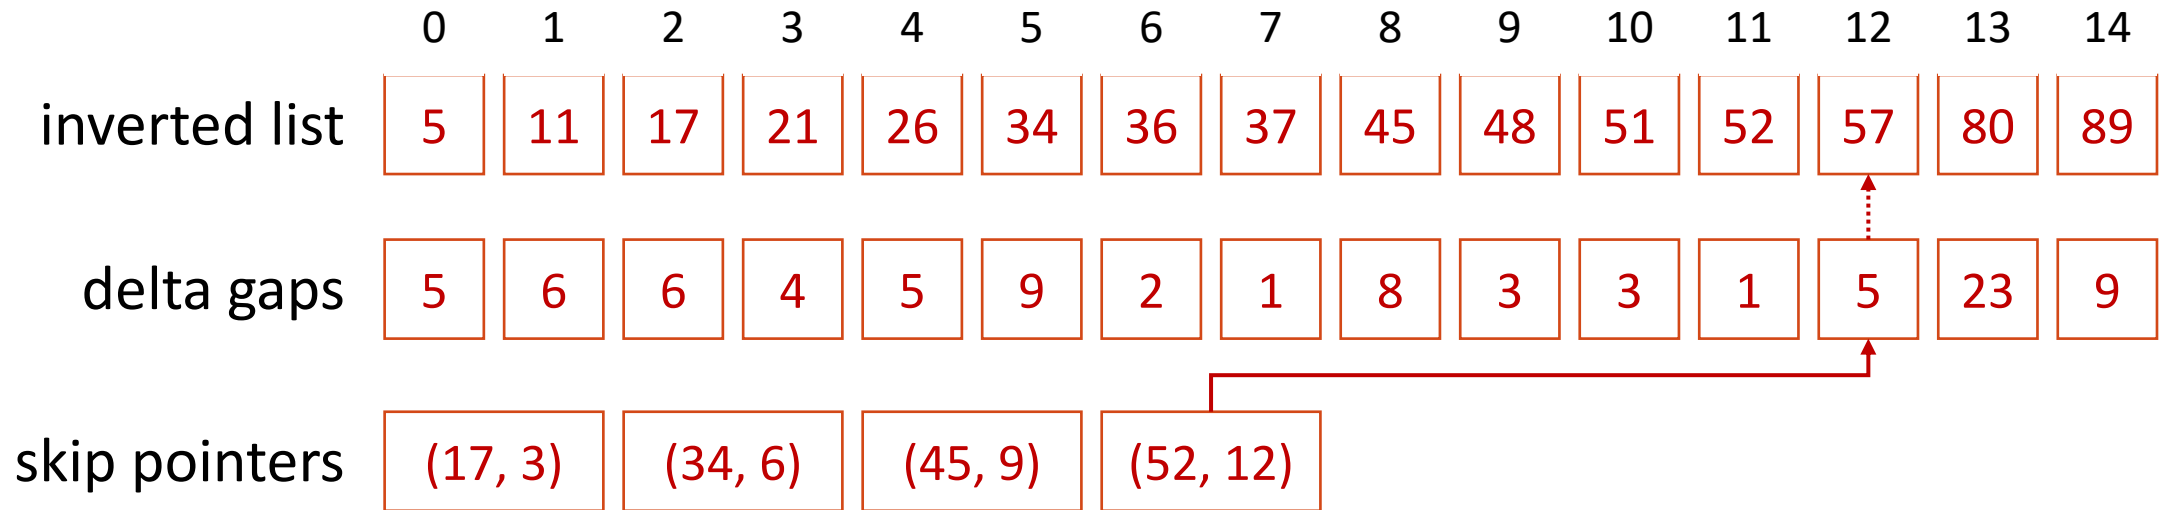 0 1 2 3 4 5 6 7 8 9 10 11 12 13 14
inverted list 5 11 17 21 26 34 36 37 45 48 51 52 57 80 89
delta gaps 5 6 6 4 5 9 2 1 8 3 3 1 5 23 9
skip pointers (17, 3) (34, 6) (45, 9) (52, 12)